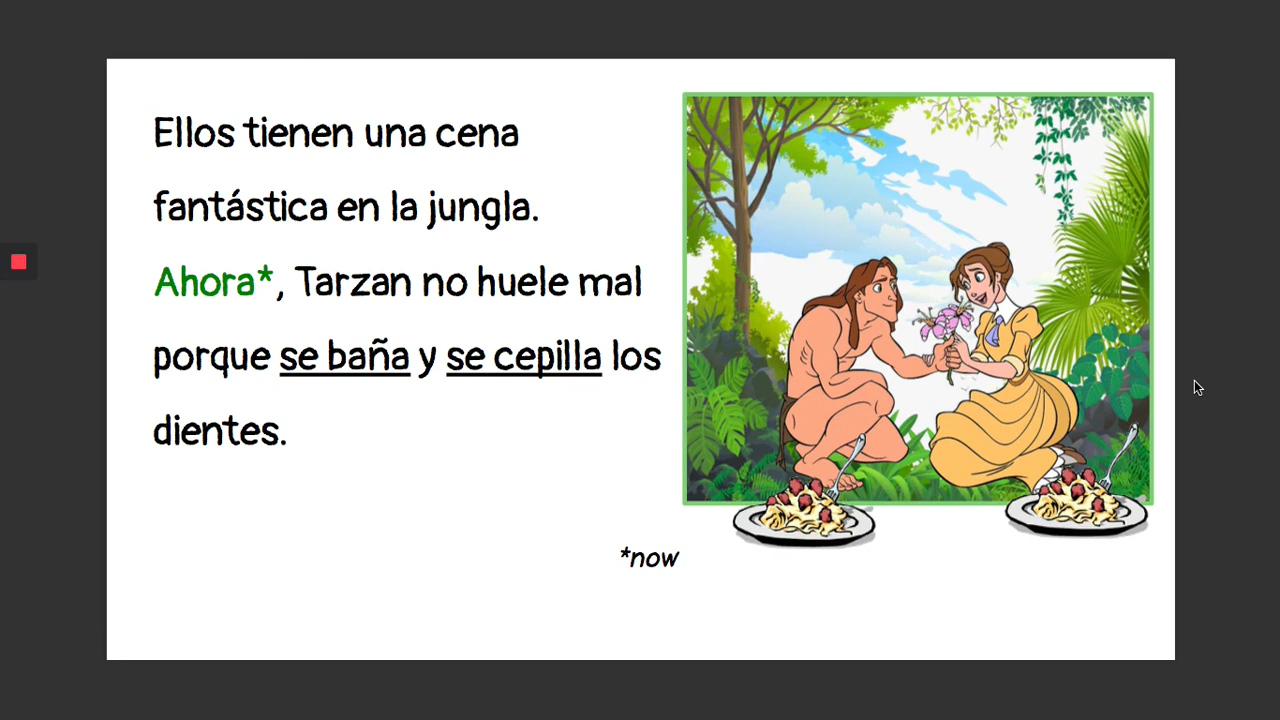 Ellos tienen una cena
fantástica en la jungla.
Ahora*, Tarzan no huele mal
porque se baña y se cepilla los
dientes.
*now